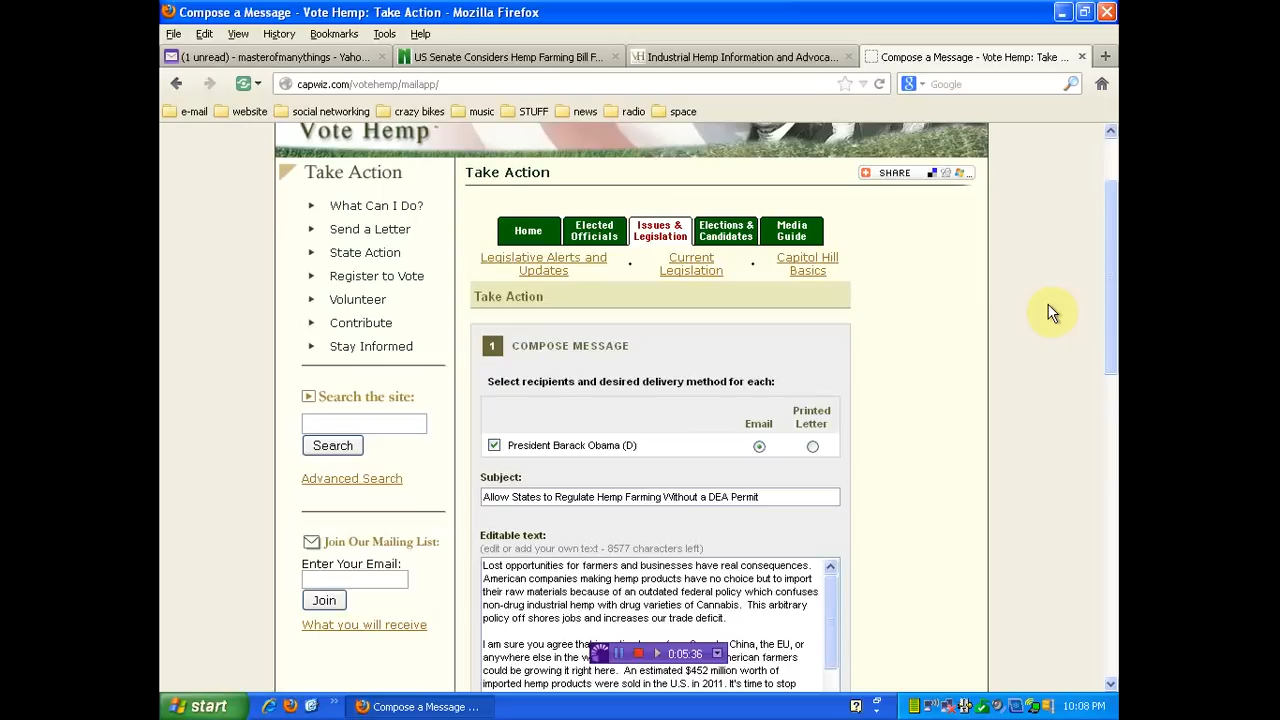 Compose a Message - Vote Hemp: Take Action - Mozilla Firefox
File Edit View History Bookmarks Tools Help
(1 unread) - masterofmanythings - Yaho...
US Senate Considers Hemp Farming Bill F...
Industrial Hemp Information and Advoca...
Compose a Message - Vote Hemp: Take ...
capwiz.com/votehemp/mailapp/
Google
e-mail website social networking crazy bikes music STUFF news radio space
Vote Hemp
Take Action
What Can I Do?
Send a Letter
State Action
Register to Vote
Volunteer
Contribute
Stay Informed
Search the site:
Search
Advanced Search
Join Our Mailing List:
Enter Your Email:
Join
What you will receive
Take Action
SHARE
Home
Elected Officials
Issues & Legislation
Elections & Candidates
Media Guide
Legislative Alerts and Updates
Current Legislation
Capitol Hill Basics
Take Action
1 COMPOSE MESSAGE
Select recipients and desired delivery method for each:
Email
Printed Letter
President Barack Obama (D)
Subject:
Allow States to Regulate Hemp Farming Without a DEA Permit
Editable text:
(edit or add your own text - 8577 characters left)
Lost opportunities for farmers and businesses have real consequences.
American companies making hemp products have no choice but to import
their raw materials because of an outdated federal policy which confuses
non-drug industrial hemp with drug varieties of Cannabis. This arbitrary
policy off shores jobs and increases our trade deficit.
I am sure you agree tha China, the EU, or
anywhere else in the w erican farmers
could be growing it right here. An estimated $452 million worth of
imported hemp products were sold in the U.S. in 2011. It's time to stop
0:05:36
start
Compose a Message ...
10:08 PM